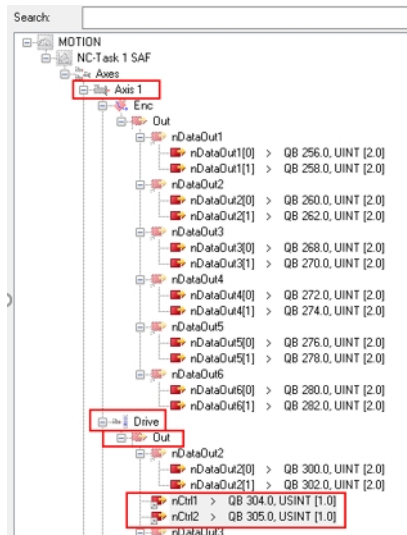 Search:
MOTION
NC-Task 1 SAF
Axes
Axis 1
Enc
Out
nDataOut1
nDataOut1[0] > QB 256.0, UINT [2.0]
nDataOut1[1] > QB 258.0, UINT [2.0]
nDataOut2
nDataOut2[0] > QB 260.0, UINT [2.0]
nDataOut2[1] > QB 262.0, UINT [2.0]
nDataOut3
nDataOut3[0] > QB 268.0, UINT [2.0]
nDataOut3[1] > QB 270.0, UINT [2.0]
nDataOut4
nDataOut4[0] > QB 272.0, UINT [2.0]
nDataOut4[1] > QB 274.0, UINT [2.0]
nDataOut5
nDataOut5[0] > QB 276.0, UINT [2.0]
nDataOut5[1] > QB 278.0, UINT [2.0]
nDataOut6
nDataOut6[0] > QB 280.0, UINT [2.0]
nDataOut6[1] > QB 282.0, UINT [2.0]
Drive
Out
nDataOut2
nDataOut2[0] > QB 300.0, UINT [2.0]
nDataOut2[1] > QB 302.0, UINT [2.0]
nCtrl1 > QB 304.0, USINT [1.0]
nCtrl2 > QB 305.0, USINT [1.0]
nDataOut3